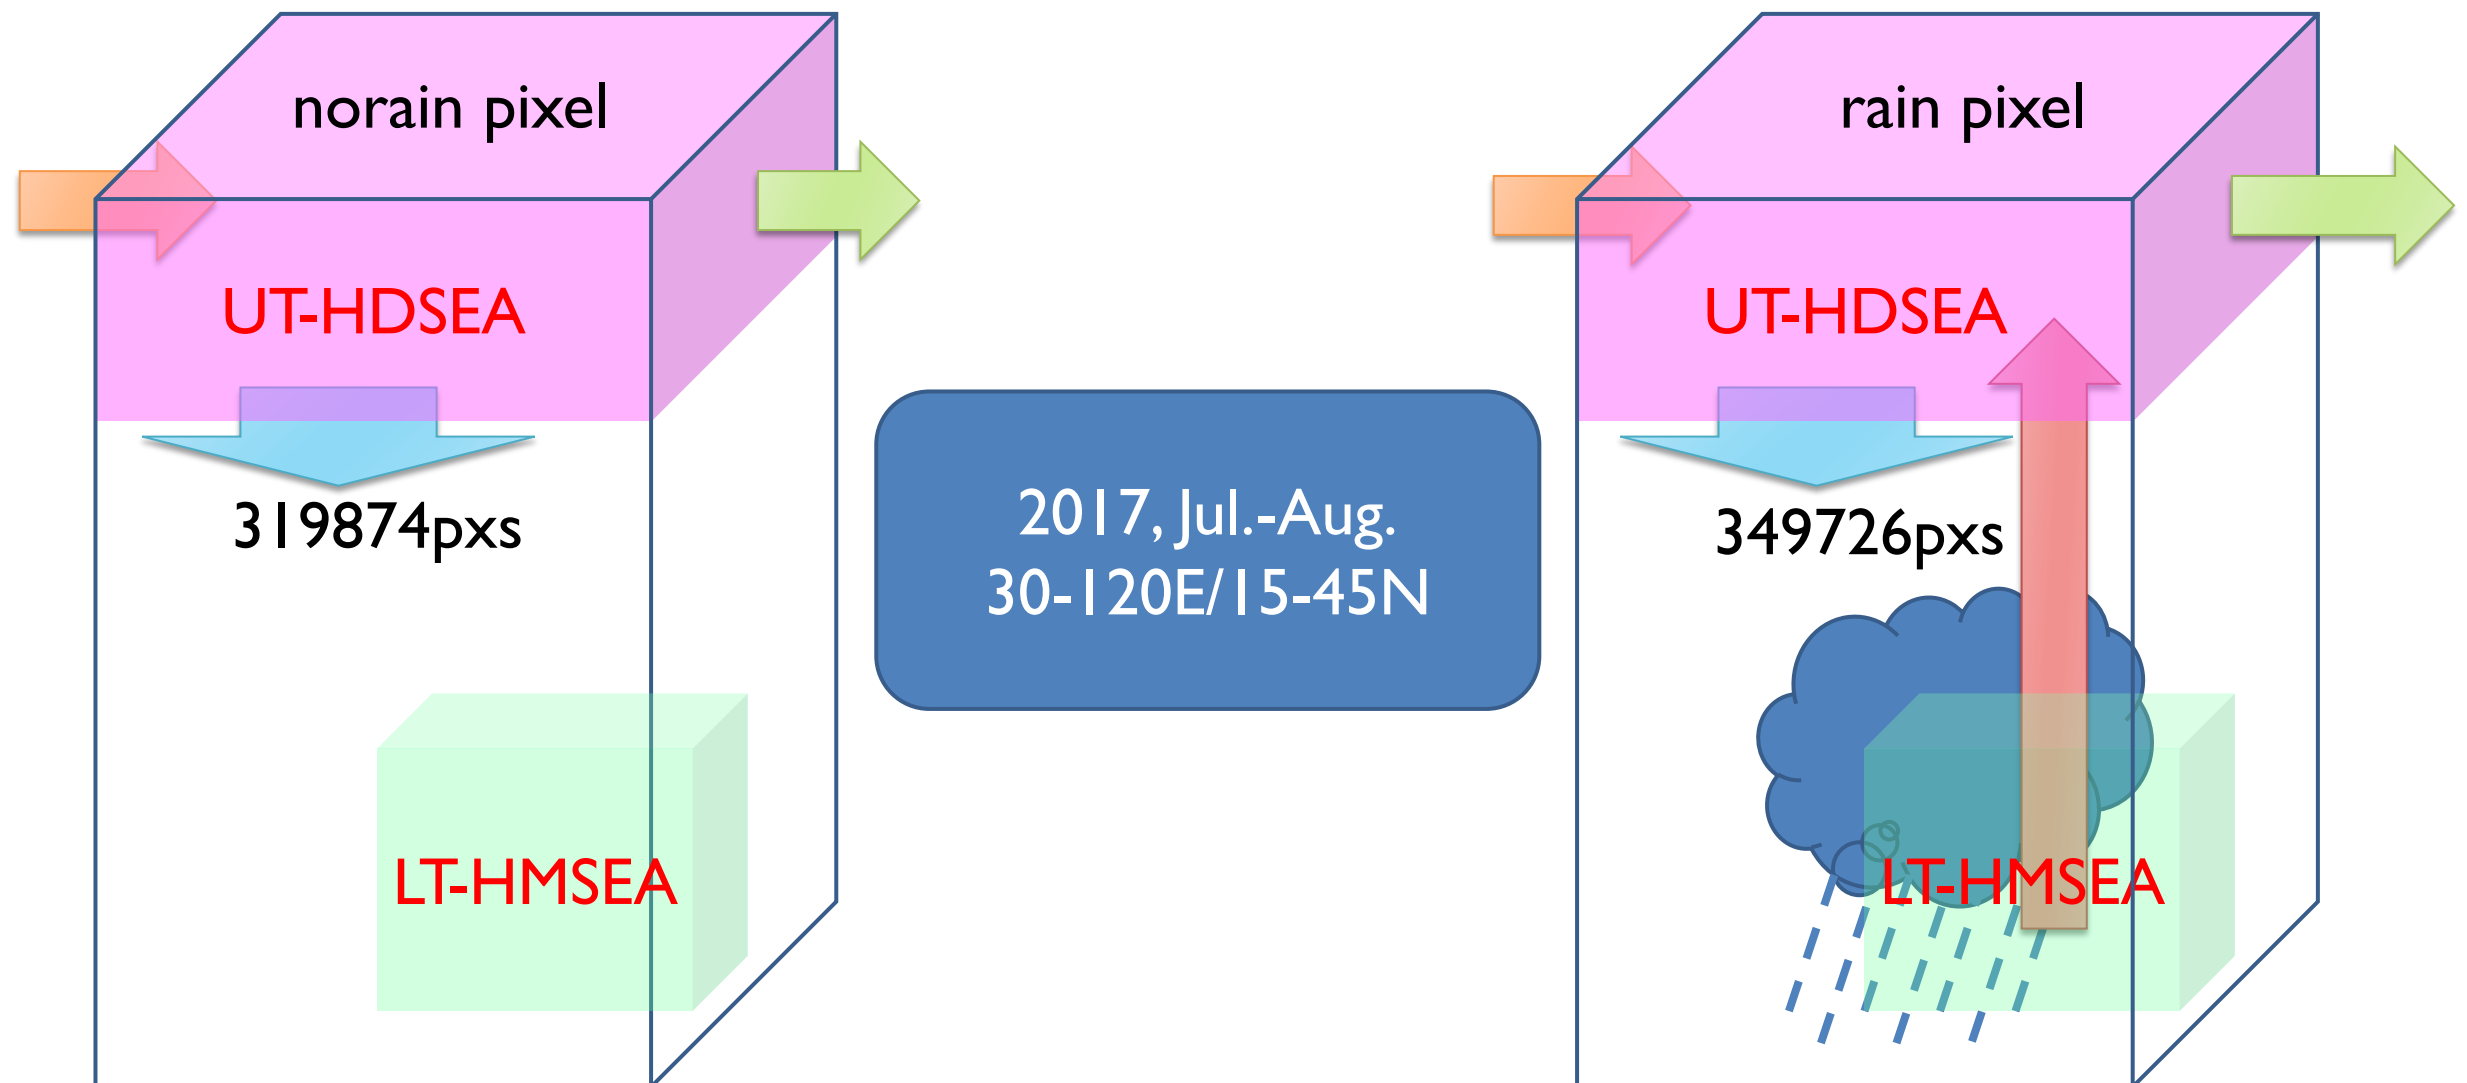 norain pixel
UT-HDSEA
319874pxs
LT-HMSEA
2017, Jul.-Aug.
30-120E/15-45N
rain pixel
UT-HDSEA
349726pxs
LT-HMSEA